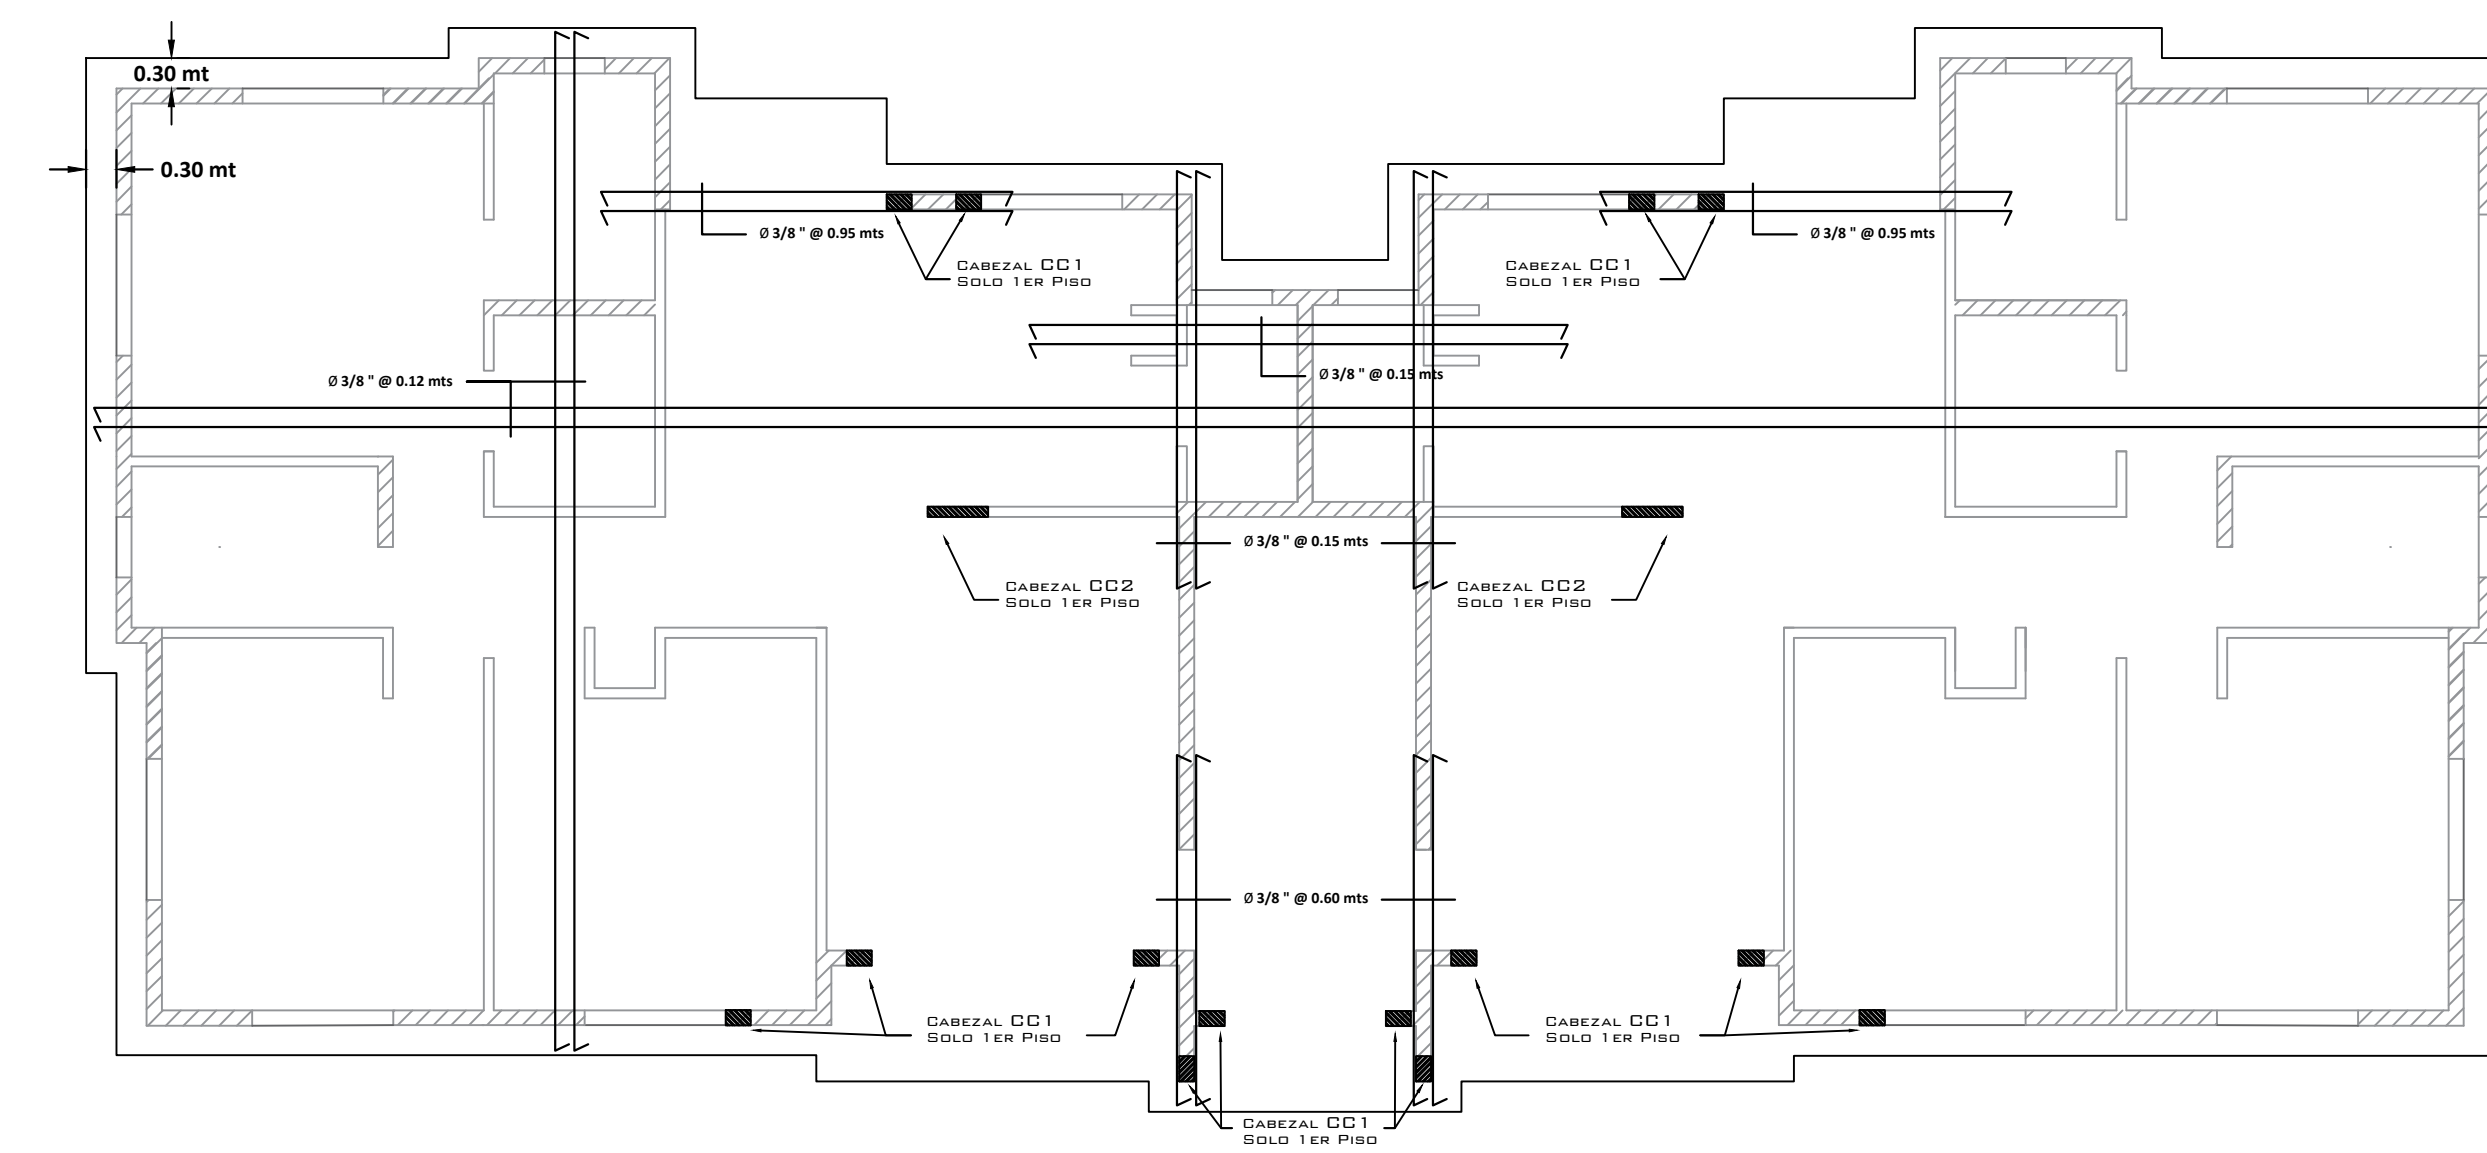 0.30 mt
0.30 mt
Ø 3/8 " @ 0.95 mts
Ø 3/8 " @ 0.95 mts
CABEZAL CC1
SOLO 1ER PISO
CABEZAL CC1
SOLO 1ER PISO
Ø 3/8 " @ 0.12 mts
Ø 3/8 " @ 0.15 mts
Ø 3/8 " @ 0.15 mts
CABEZAL CC2
SOLO 1ER PISO
CABEZAL CC2
SOLO 1ER PISO
Ø 3/8 " @ 0.60 mts
CABEZAL CC1
SOLO 1ER PISO
CABEZAL CC1
SOLO 1ER PISO
CABEZAL CC1
SOLO 1ER PISO